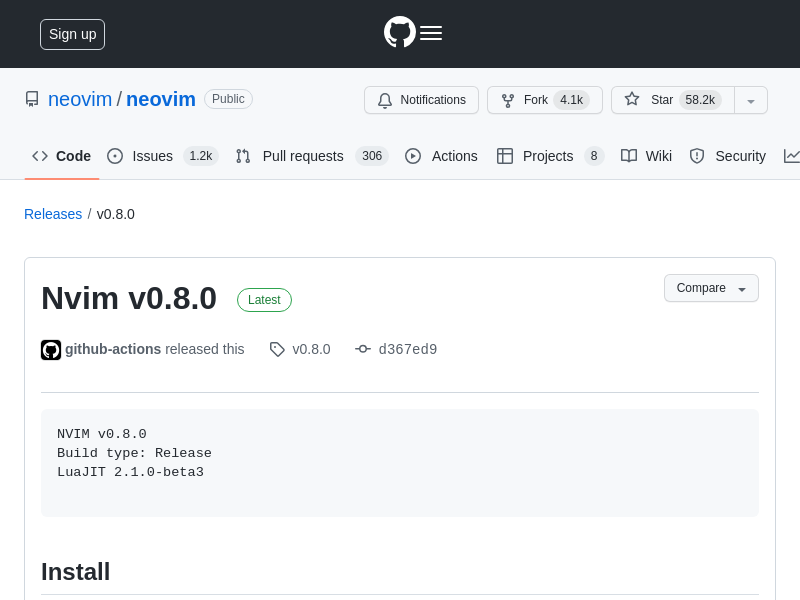 Sign up
neovim / neovim Public
Notifications Fork 4.1k Star 58.2k
Code Issues 1.2k Pull requests 306 Actions Projects 8 Wiki Security
Releases / v0.8.0
Nvim v0.8.0 Latest Compare
github-actions released this v0.8.0 d367ed9
NVIM v0.8.0
Build type: Release
LuaJIT 2.1.0-beta3
Install